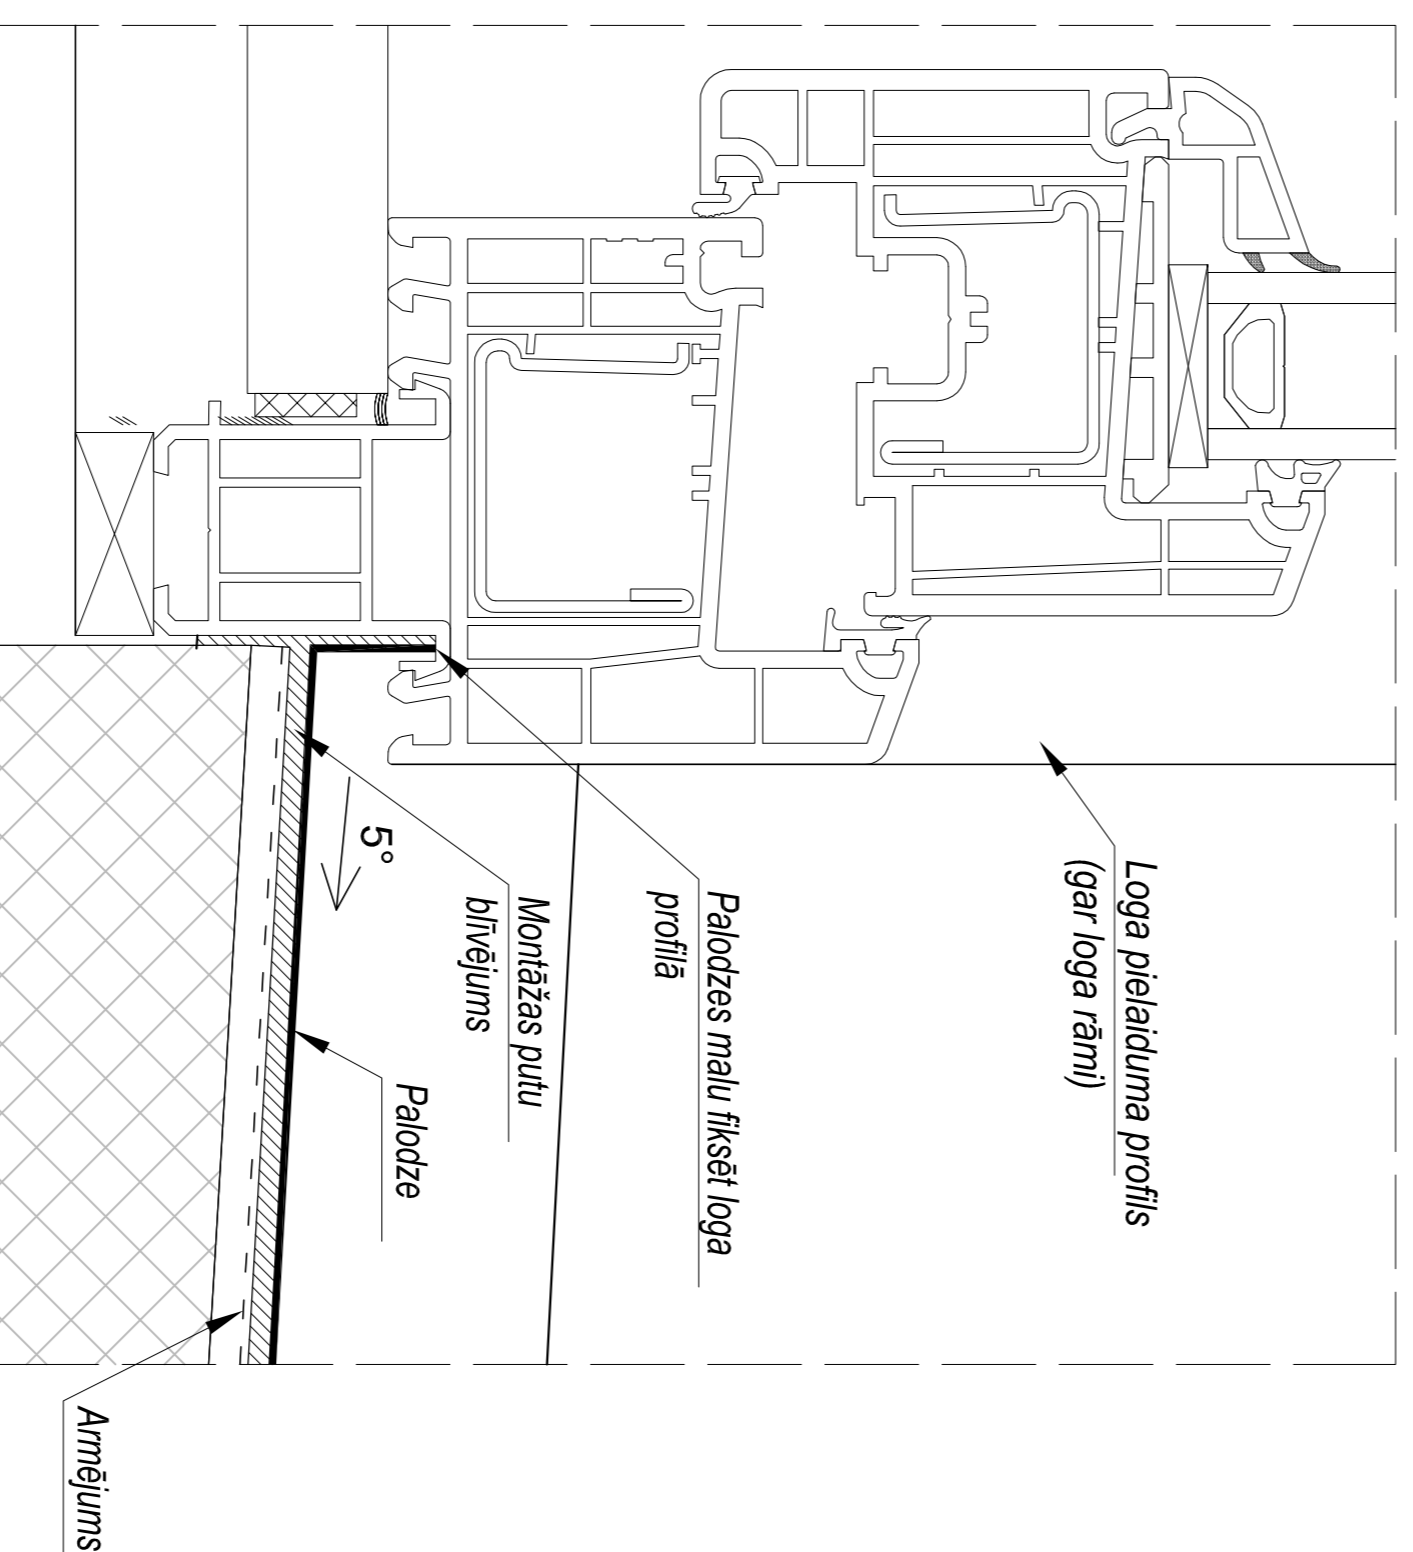 Loga pielaiduma profils
(gar loga rāmi)
Palodzes malu fiksēt loga
profilā
Montāžas putu
blīvējums
5°
Palodze
Armējums